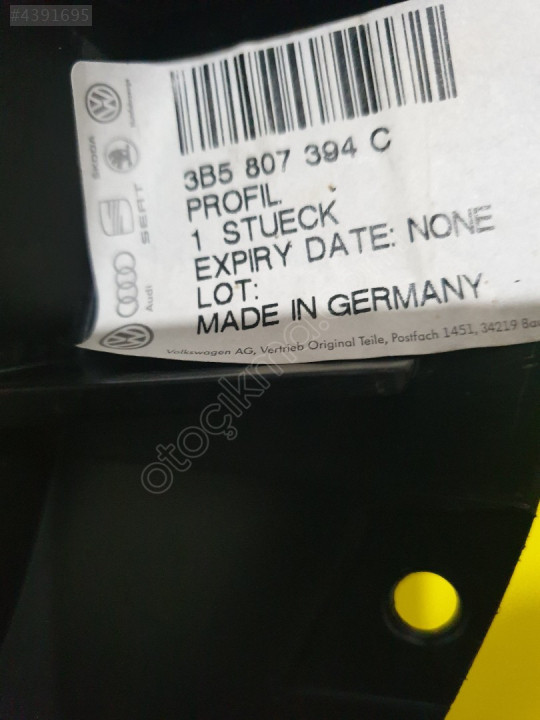 #4391695
3B5 807 394 C
PROFIL
1 STUECK
EXPIRY DATE: NONE
LOT:
MADE IN GERMANY
Volkswagen AG, Vertrieb Original Teile, Postfach 1451, 34219
ŠKODA
SEAT
Audi
otoçıkma.